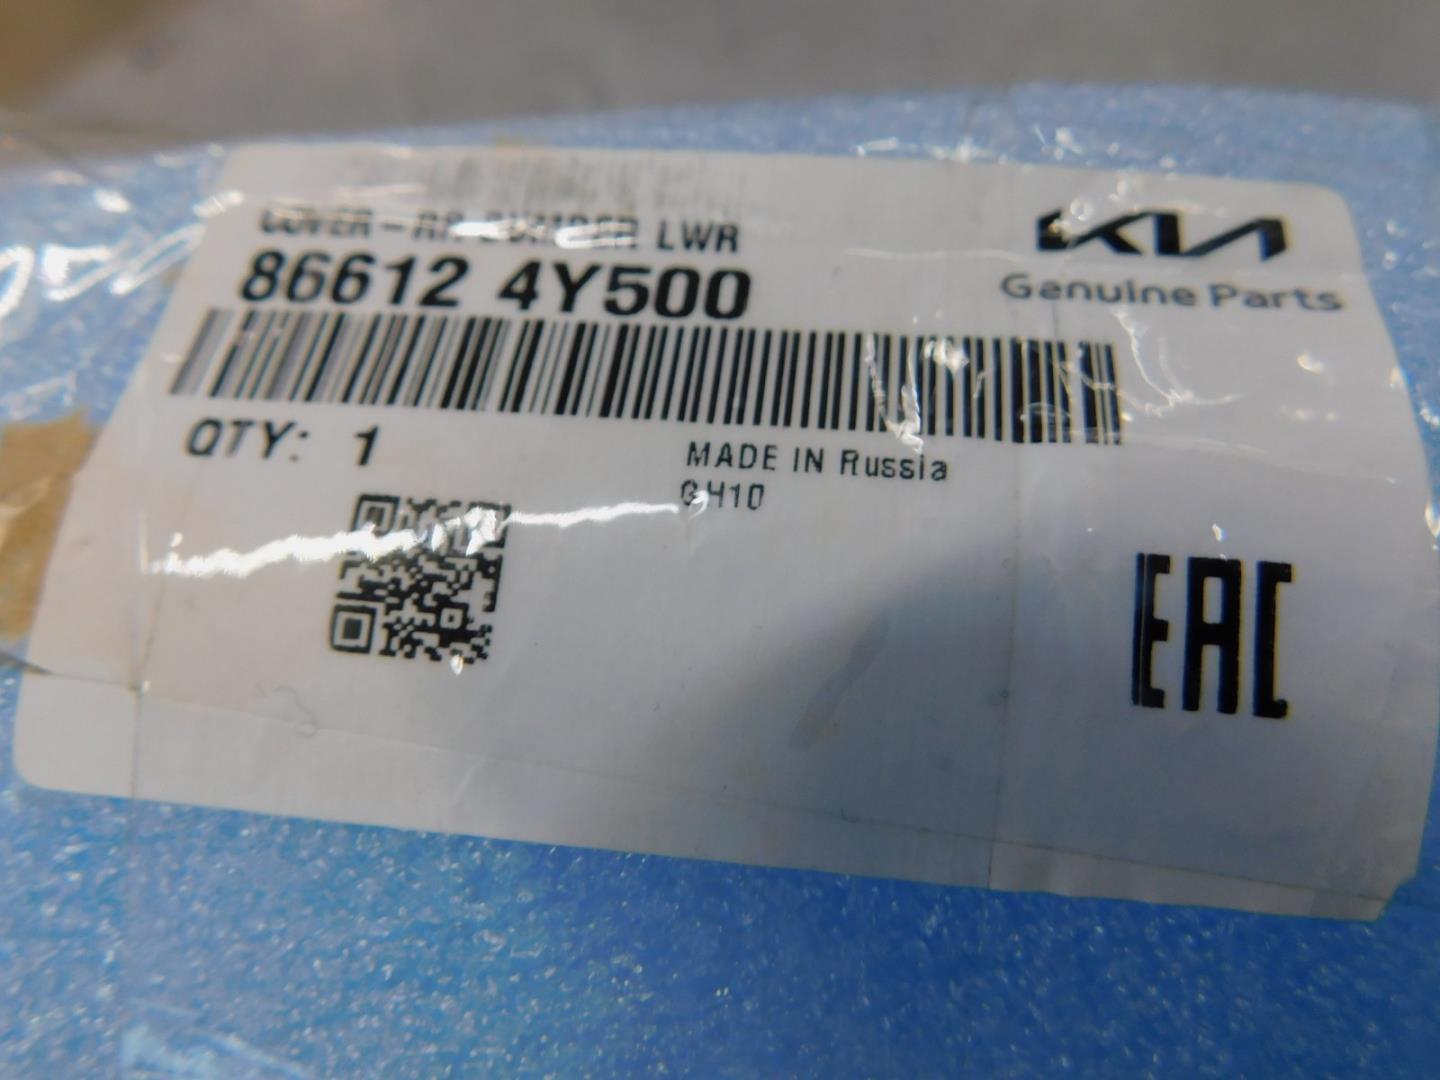 COVER-RR BUMPER LWR
86612 4Y500
KIA
Genuine Parts
QTY: 1
MADE IN Russia
GH10
EAC